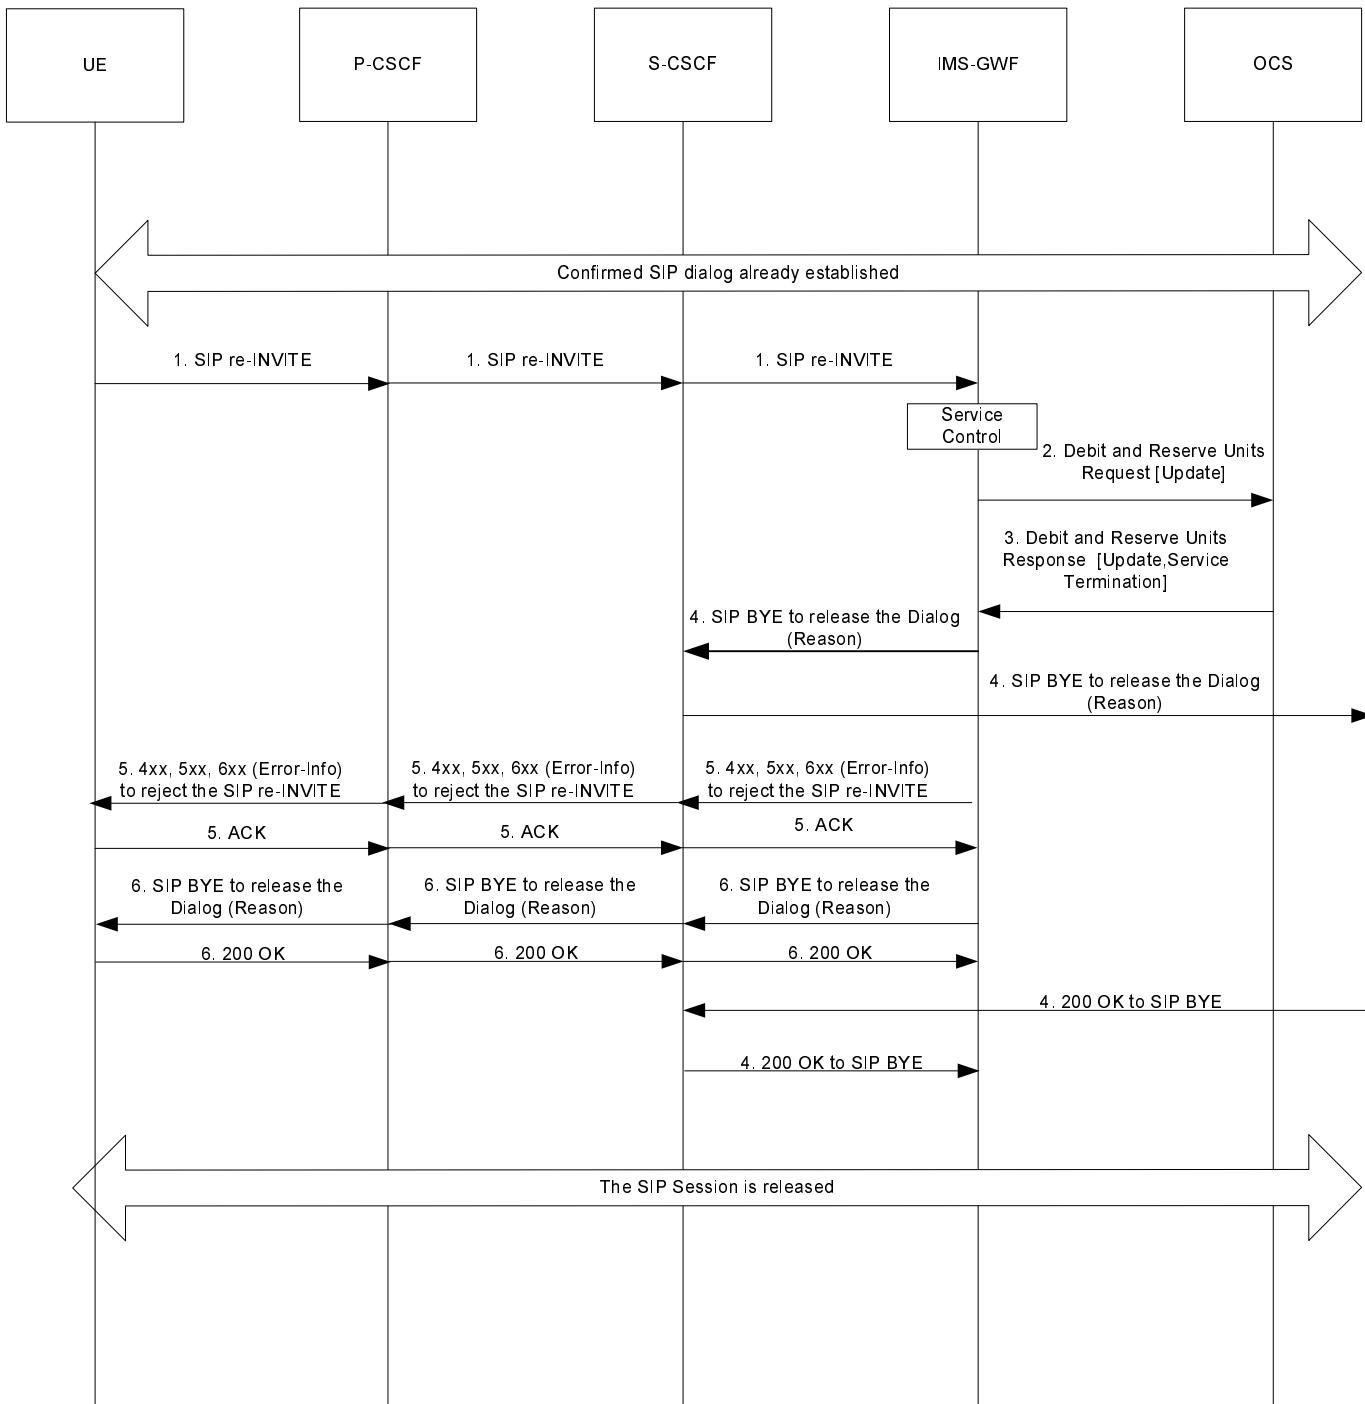 UE
P-CSCF
S-CSCF
IMS-GWF
OCS
Confirmed SIP dialog already established
1. SIP re-INVITE
1. SIP re-INVITE
1. SIP re-INVITE
Service
Control
2. Debit and Reserve Units
Request [Update]
3. Debit and Reserve Units
Response [Update,Service
Termination]
4. SIP BYE to release the Dialog
(Reason)
4. SIP BYE to release the Dialog
(Reason)
5. 4xx, 5xx, 6xx (Error-Info)
to reject the SIP re-INVITE
5. 4xx, 5xx, 6xx (Error-Info)
to reject the SIP re-INVITE
5. 4xx, 5xx, 6xx (Error-Info)
to reject the SIP re-INVITE
5. ACK
5. ACK
5. ACK
6. SIP BYE to release the
Dialog (Reason)
6. SIP BYE to release the
Dialog (Reason)
6. SIP BYE to release the
Dialog (Reason)
6. 200 OK
6. 200 OK
6. 200 OK
4. 200 OK to SIP BYE
4. 200 OK to SIP BYE
The SIP Session is released